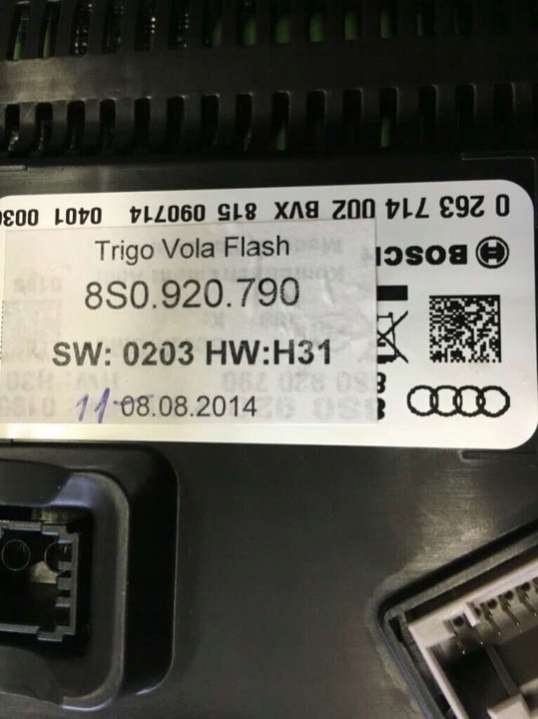 0 263 714 002 BVX 815 090714 0401
BOSCH
Trigo Vola Flash
8S0.920.790
SW: 0203 HW:H31
11-08.08.2014